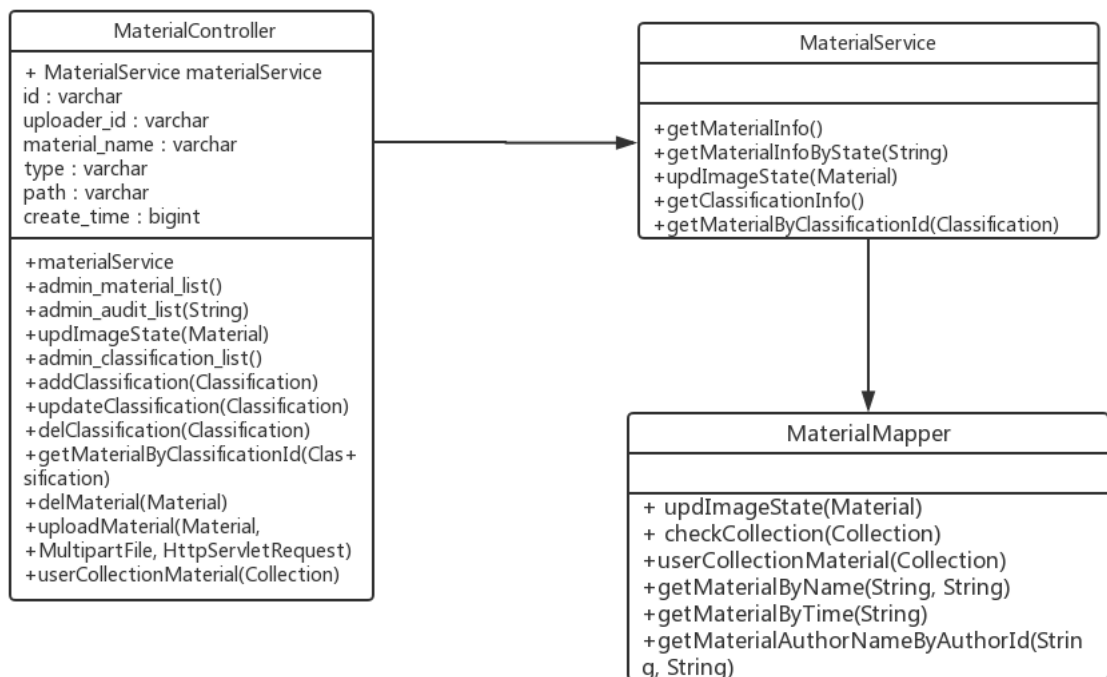 MaterialController
+ MaterialService materialService
id : varchar
uploader_id : varchar
material_name : varchar
type : varchar
path : varchar
create_time : bigint
+materialService
+admin_material_list()
+admin_audit_list(String)
+updImageState(Material)
+admin_classification_list()
+addClassification(Classification)
+updateClassification(Classification)
+delClassification(Classification)
+getMaterialByClassificationId(Clas+
sification)
+delMaterial(Material)
+uploadMaterial(Material,
+MultipartFile, HttpServletRequest)
+userCollectionMaterial(Collection)
MaterialService
+getMaterialInfo()
+getMaterialInfoByState(String)
+updImageState(Material)
+getClassificationInfo()
+getMaterialByClassificationId(Classification)
MaterialMapper
+ updImageState(Material)
+ checkCollection(Collection)
+userCollectionMaterial(Collection)
+getMaterialByName(String, String)
+getMaterialByTime(String)
+getMaterialAuthorNameByAuthorId(Strin
g, String)